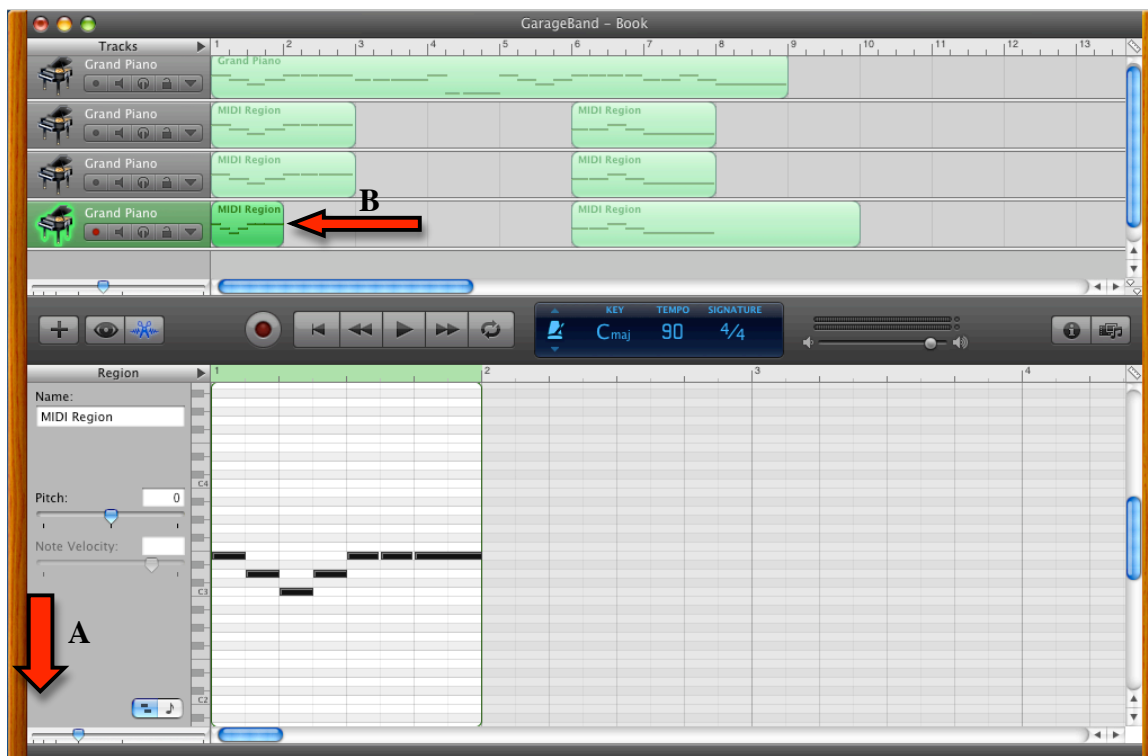 GarageBand – Book
Tracks
1 2 3 4 5 6 7 8 9 10 11 12 13
Grand Piano
Grand Piano
Grand Piano
MIDI Region
MIDI Region
Grand Piano
MIDI Region
MIDI Region
Grand Piano
MIDI Region
B
MIDI Region
KEY TEMPO SIGNATURE
Cmaj 90 4/4
Region
1 2 3 4
Name:
MIDI Region
C4
Pitch: 0
Note Velocity:
C3
A
C2